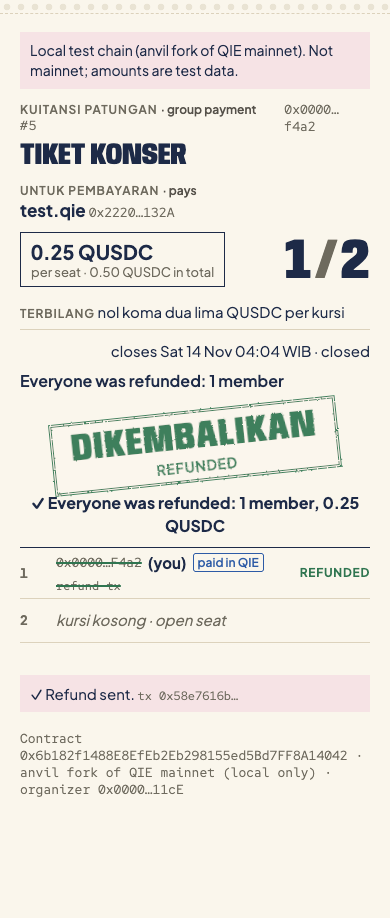 Local test chain (anvil fork of QIE mainnet). Not
mainnet; amounts are test data.
KUITANSI PATUNGAN · group payment
#5
0x0000…
f4a2
TIKET KONSER
UNTUK PEMBAYARAN · pays
test.qie 0x2220…132A
0.25 QUSDC
per seat · 0.50 QUSDC in total
1/2
TERBILANG nol koma dua lima QUSDC per kursi
closes Sat 14 Nov 04:04 WIB · closed
Everyone was refunded: 1 member
DIKEMBALIKAN
REFUNDED
✓ Everyone was refunded: 1 member, 0.25
QUSDC
1 0x0000…F4a2 (you) paid in QIE REFUNDED
refund tx
2 kursi kosong · open seat
✓ Refund sent. tx 0x58e7616b…
Contract
0x6b182f1488E8EfEb2Eb298155ed5Bd7FF8A14042 ·
anvil fork of QIE mainnet (local only) ·
organizer 0x0000…11cE